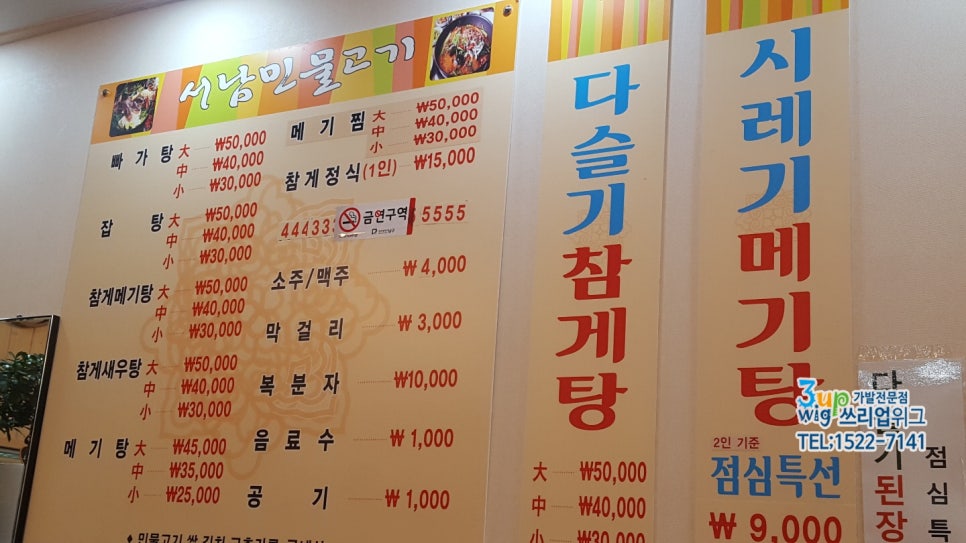 서남민물고기
빠가탕 大 ₩50,000
中 ₩40,000
小 ₩30,000
잡탕 大 ₩50,000
中 ₩40,000
小 ₩30,000
참게메기탕 大 ₩50,000
中 ₩40,000
小 ₩30,000
참게새우탕 大 ₩50,000
中 ₩40,000
小 ₩30,000
메기탕 大 ₩45,000
中 ₩35,000
小 ₩25,000
메기찜 大 ₩50,000
中 ₩40,000
小 ₩30,000
참게정식(1인) ₩15,000
444333
금연구역
5555
소주/맥주 ₩4,000
막걸리 ₩3,000
복분자 ₩10,000
음료수 ₩1,000
공기 ₩1,000
다슬기참게탕
大 ₩50,000
中 ₩40,000
小 ₩30,000
시레기메기탕
2인 기준
점심특선
₩9,000
된장
점심특
3up wig 가발전문점
쓰리업위그
TEL:1522-7141